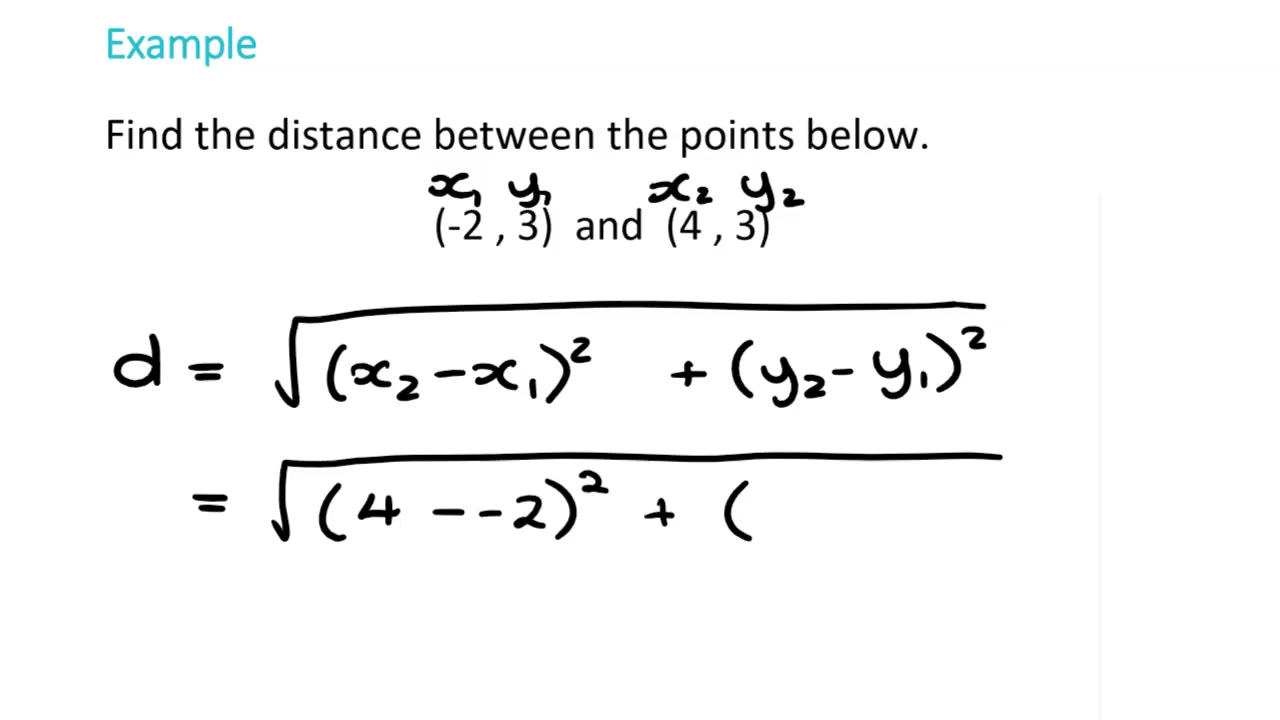 Example
Find the distance between the points below.
x₁ y₁ x₂ y₂
(-2 , 3) and (4 , 3)
d = √(x₂ - x₁)² + (y₂ - y₁)²
= √(4 - -2)² + (